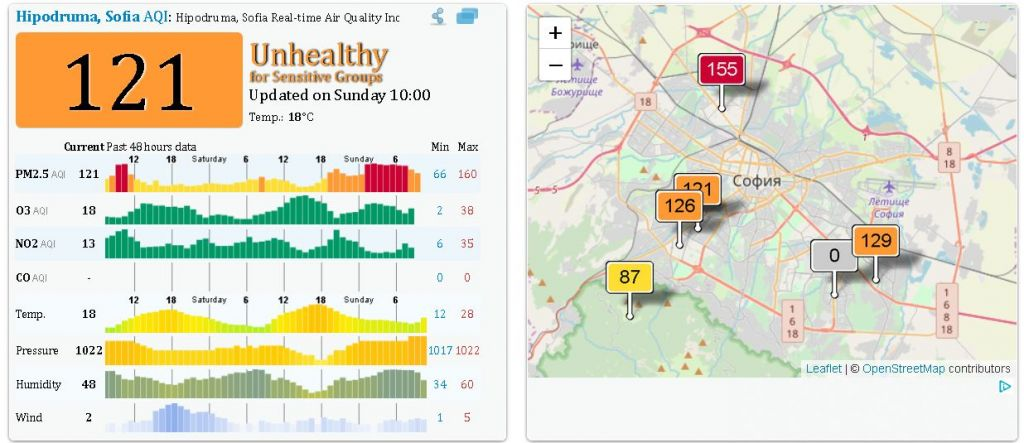 Hipodruma, Sofia AQI: Hipodruma, Sofia Real-time Air Quality Inc
121
Unhealthy
for Sensitive Groups
Updated on Sunday 10:00
Temp.: 18°C
Current Past 48 hours data Min Max
12 18 Saturday 6 12 18 Sunday 6
PM2.5 AQI 121 66 160
O3 AQI 18 2 38
NO2 AQI 13 6 35
CO AQI - 0 0
12 18 Saturday 6 12 18 Sunday 6
Temp. 18 12 28
Pressure 1022 1017 1022
Humidity 48 34 60
Wind 2 1 5
+
−
рище
Летище
Божурище
155
18
8
18
5
5
София
121
126
Летище
София
129
0
87
1
6
18
1
6
8
18
Leaflet | © OpenStreetMap contributors